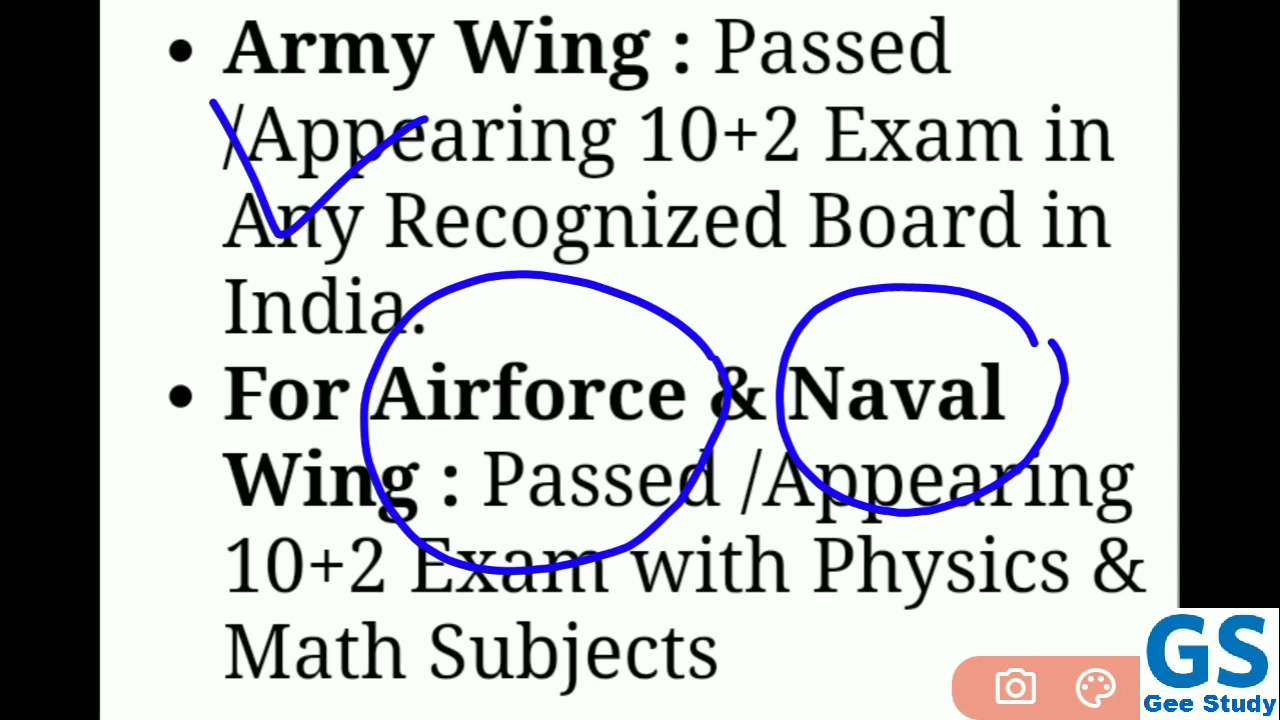 • Army Wing : Passed
/Appearing 10+2 Exam in
Any Recognized Board in
India.
• For Airforce & Naval
Wing : Passed /Appearing
10+2 Exam with Physics &
Math Subjects
GS
Gee Study